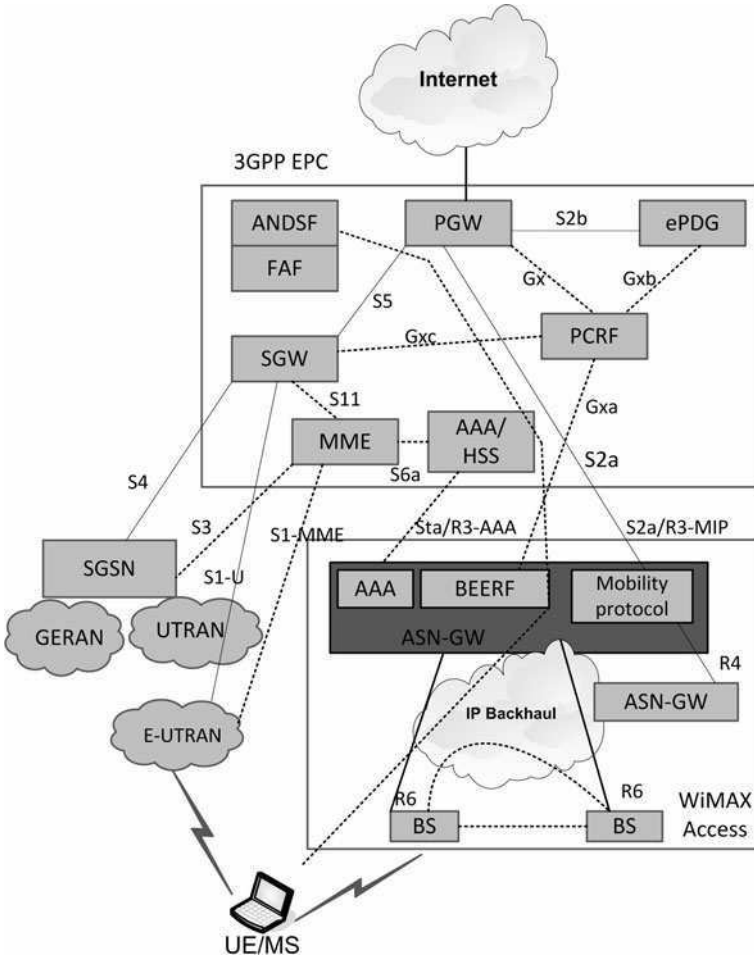 Internet
3GPP EPC
ANDSF
FAF
PGW
S2b
ePDG
Gx
Gxb
S5
SGW
Gxc
PCRF
S11
Gxa
MME
AAA/
HSS
S6a
S2a
S4
S3
S1-MME
Sta/R3-AAA
S2a/R3-MIP
SGSN
S1-U
AAA
BEERF
Mobility
protocol
ASN-GW
GERAN
UTRAN
R4
ASN-GW
IP Backhaul
E-UTRAN
R6
R6
BS
BS
WiMAX
Access
UE/MS